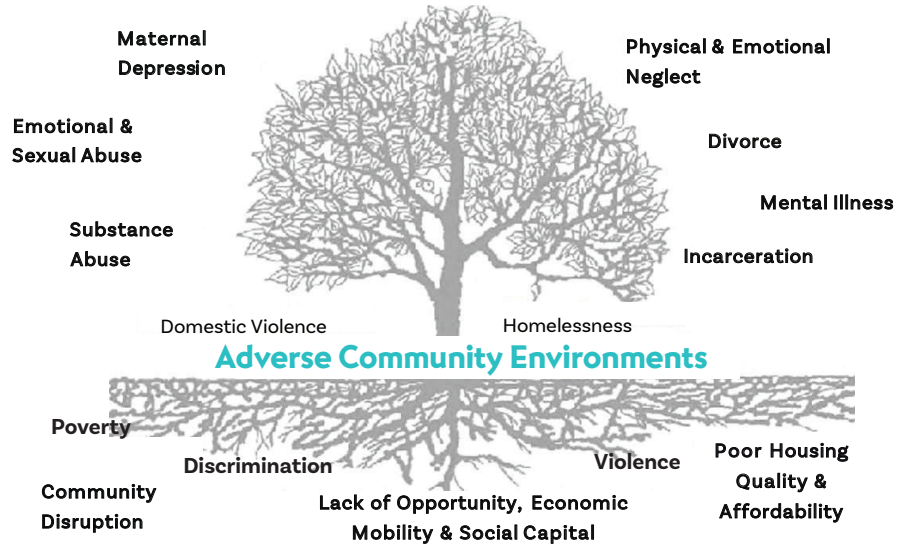 Maternal
Depression
Physical & Emotional
Neglect
Emotional &
Sexual Abuse
Divorce
Mental Illness
Substance
Abuse
Incarceration
Domestic Violence
Homelessness
Adverse Community Environments
Poverty
Discrimination
Violence
Poor Housing
Quality &
Affordability
Community
Disruption
Lack of Opportunity, Economic
Mobility & Social Capital